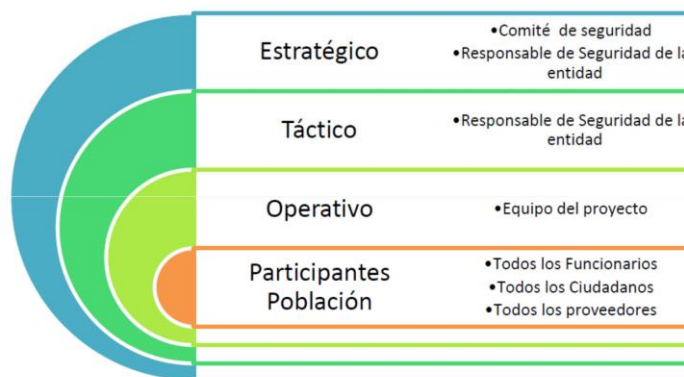 Estratégico
•Comité de seguridad
•Responsable de Seguridad de la
entidad
Táctico
•Responsable de Seguridad de la
entidad
Operativo
•Equipo del proyecto
Participantes
Población
•Todos los Funcionarios
•Todos los Ciudadanos
•Todos los proveedores